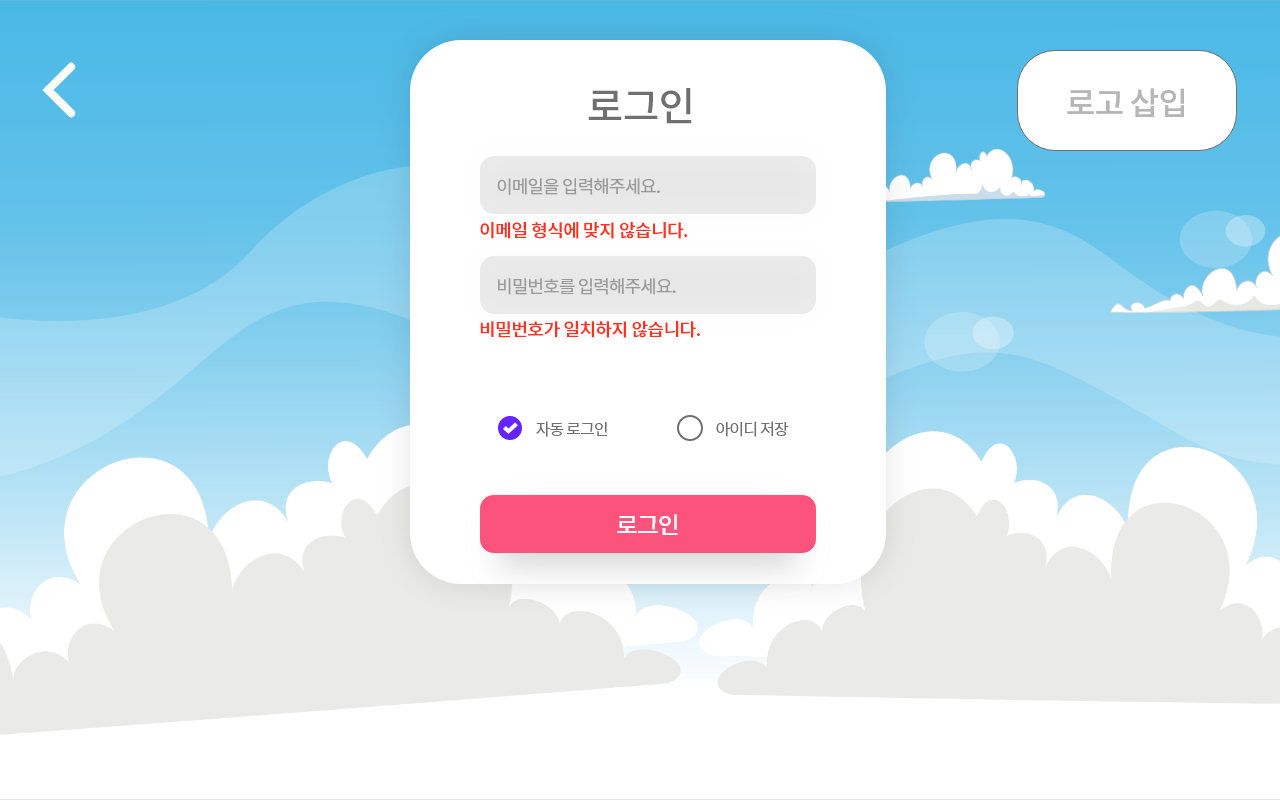 로그인
로고 삽입
이메일을 입력해주세요.
이메일 형식에 맞지 않습니다.
비밀번호를 입력해주세요.
비밀번호가 일치하지 않습니다.
자동 로그인
아이디 저장
로그인